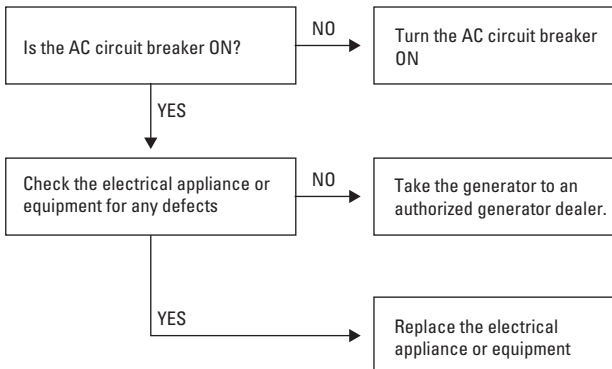 Is the AC circuit breaker ON?
NO
Turn the AC circuit breaker
ON
YES
Check the electrical appliance or
equipment for any defects
NO
Take the generator to an
authorized generator dealer.
YES
Replace the electrical
appliance or equipment